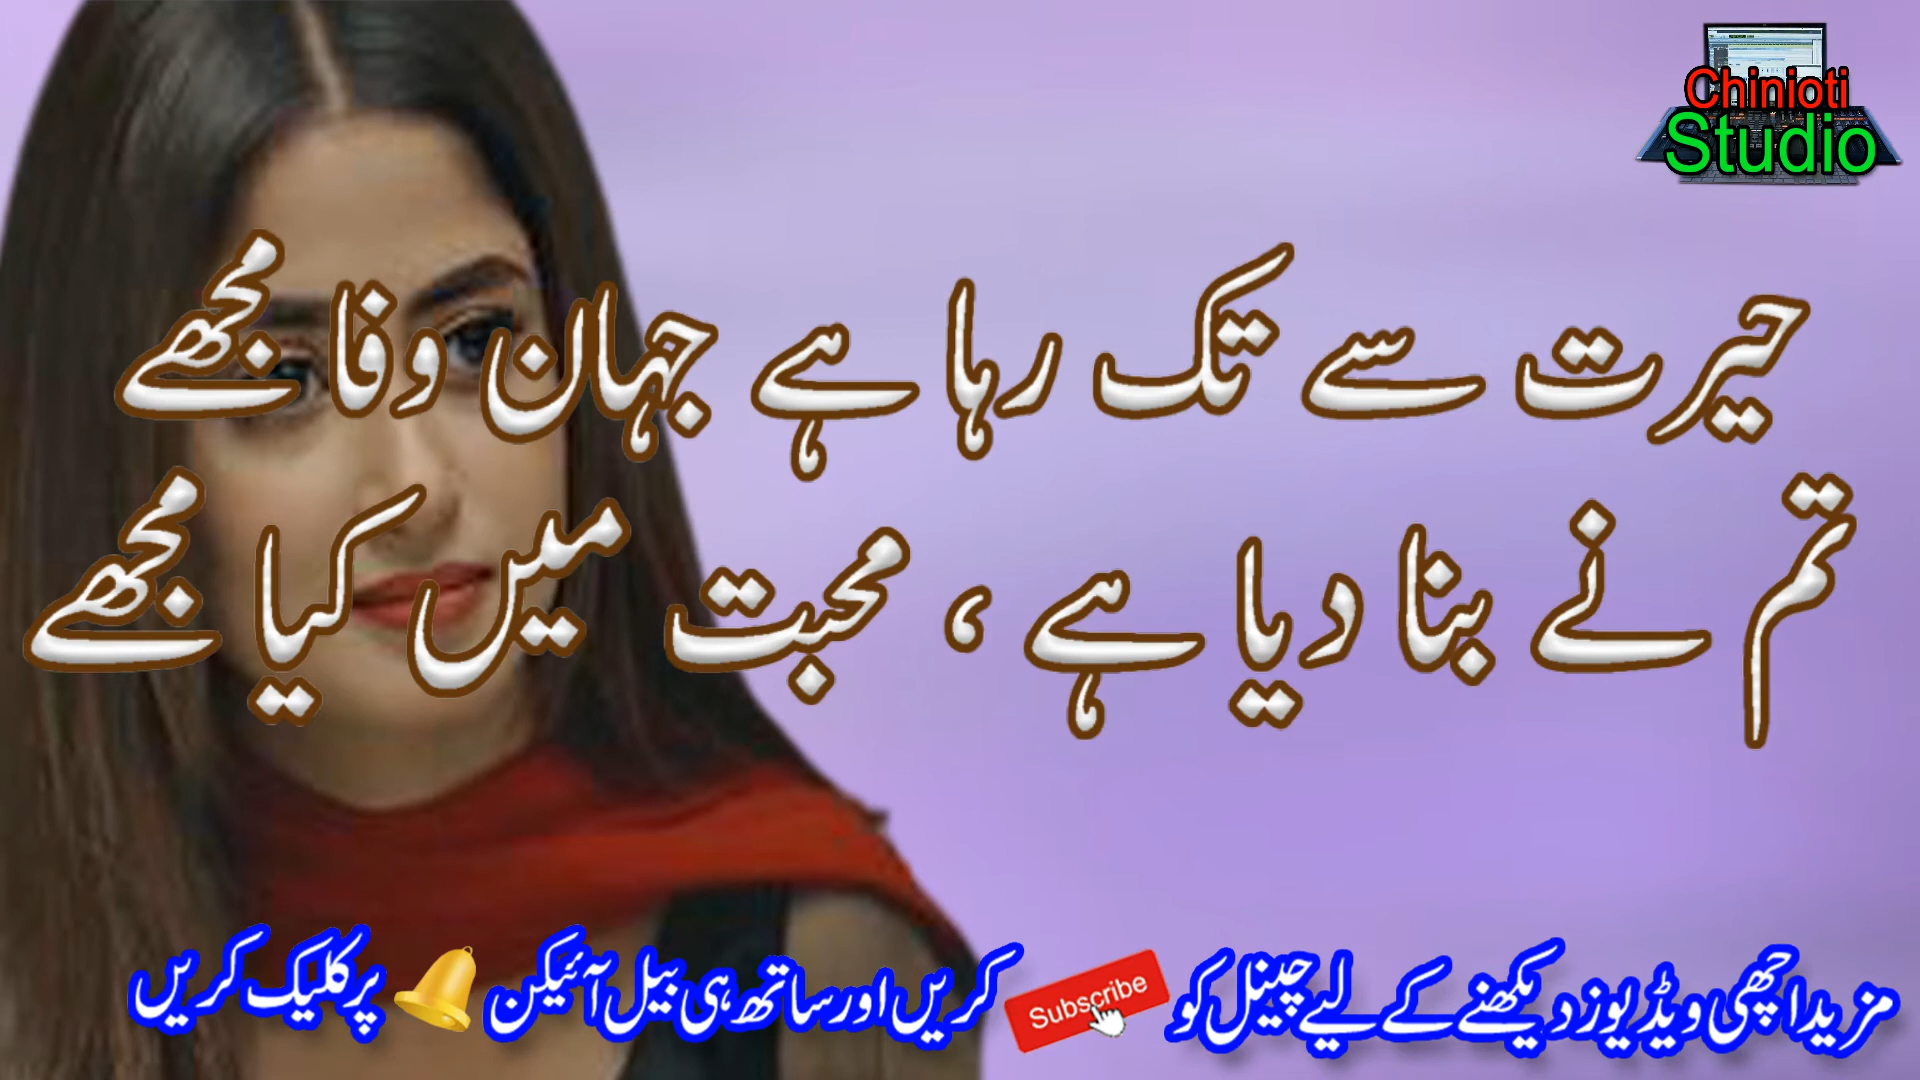 Chinioti
Studio
حیرت سے تک رہا ہے جہان وفا مجھے
تم نے بنا دیا ہے ، محبت میں کیا مجھے
مزید اچھی ویڈیوز دیکھنے کے لیے چینل کو Subscribe کریں اور ساتھ ہی بیل آئیکن پر کلیک کریں